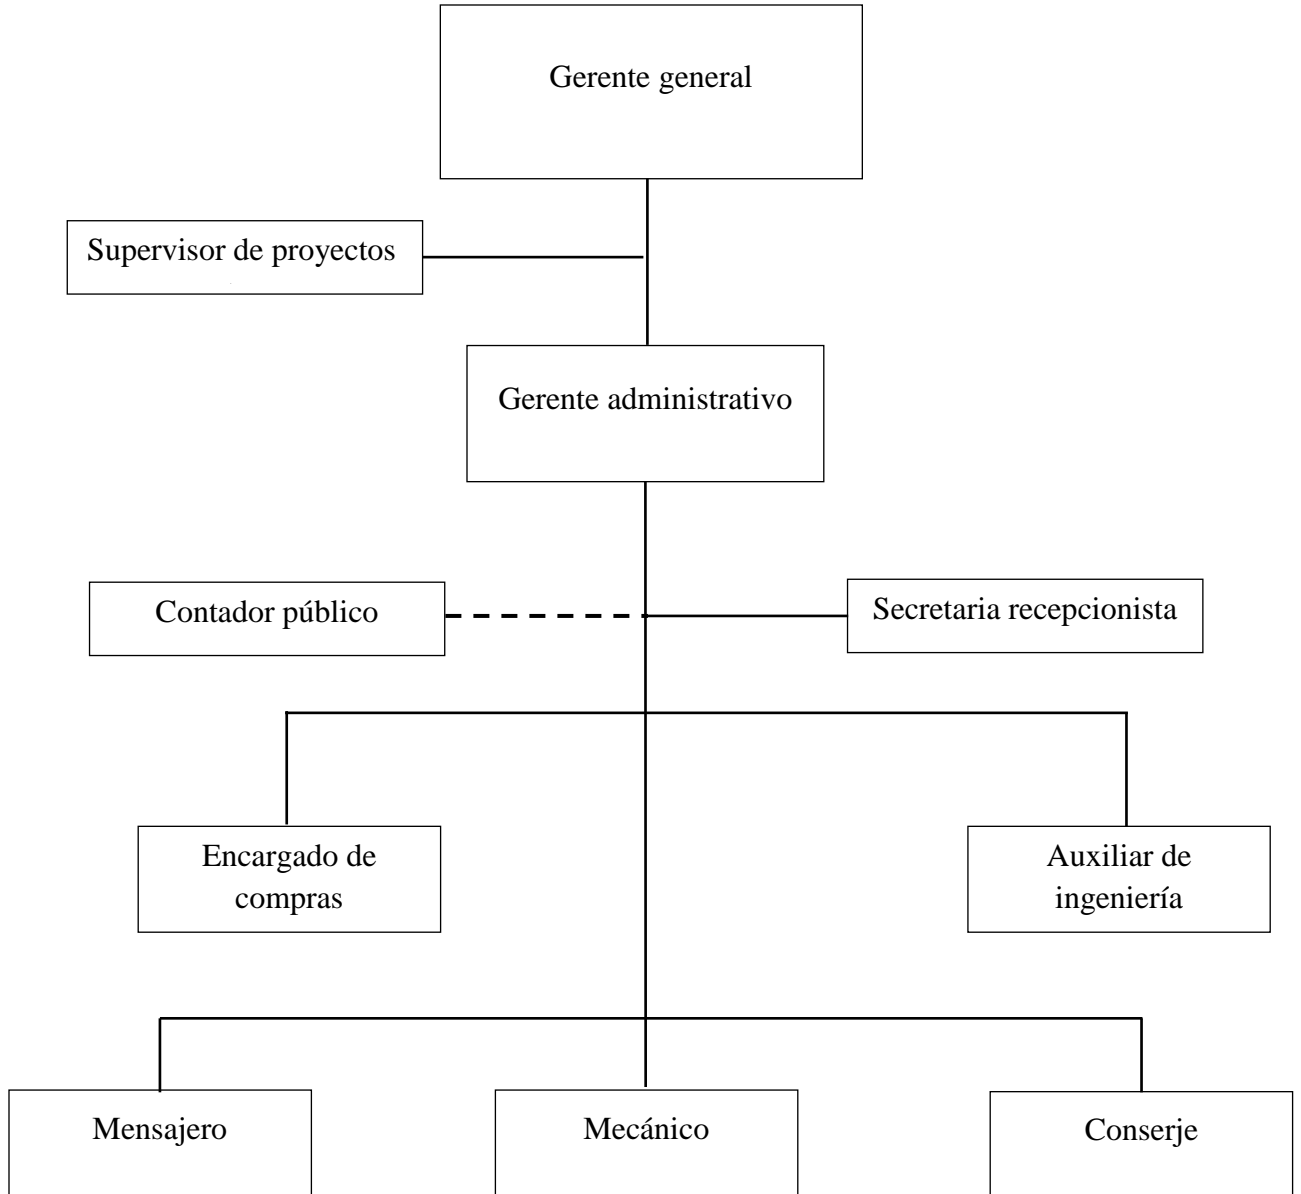 Gerente general
Supervisor de proyectos
Gerente administrativo
Contador público
Secretaria recepcionista
Encargado de
compras
Auxiliar de
ingeniería
Mensajero
Mecánico
Conserje